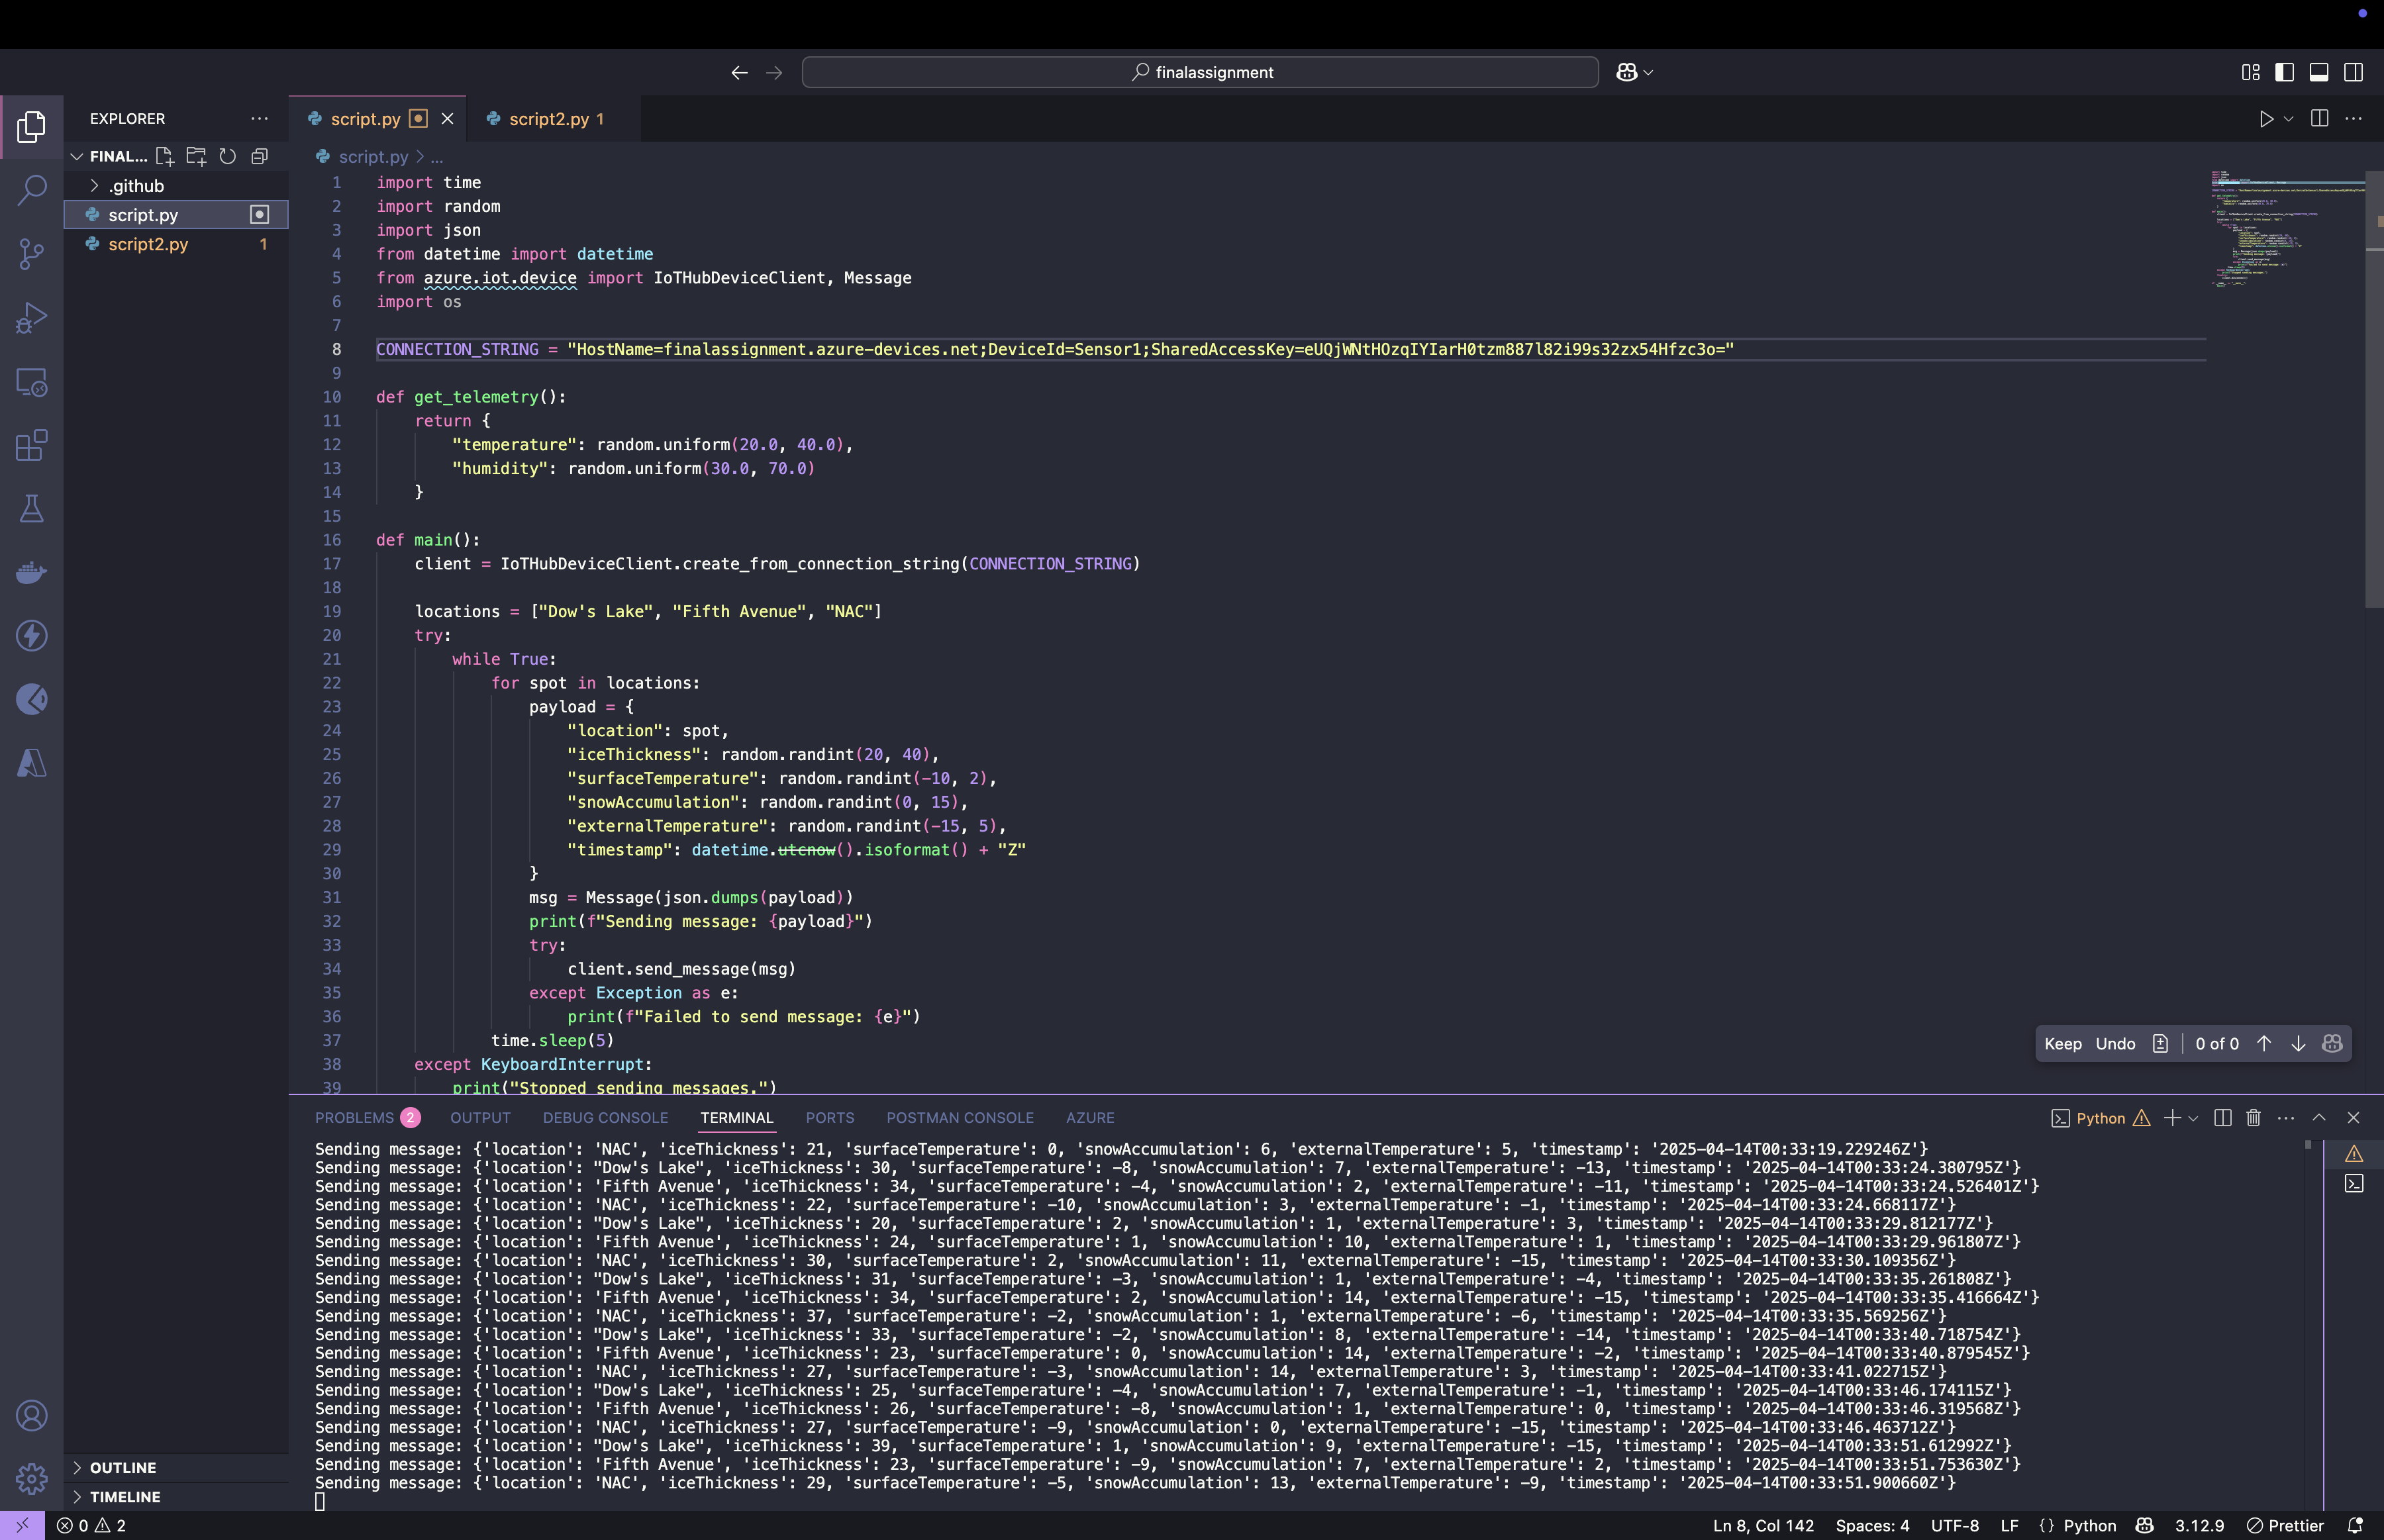 finalassignment
EXPLORER
script.py
script2.py 1
FINAL...
script.py > ...
.github
script.py
script2.py 1
1 import time
2 import random
3 import json
4 from datetime import datetime
5 from azure.iot.device import IoTHubDeviceClient, Message
6 import os
7
8 CONNECTION_STRING = "HostName=finalassignment.azure-devices.net;DeviceId=Sensor1;SharedAccessKey=eUQjWNtHOzqIYIarH0tzm887l82i99s32zx54Hfzc3o="
9
10 def get_telemetry():
11 return {
12 "temperature": random.uniform(20.0, 40.0),
13 "humidity": random.uniform(30.0, 70.0)
14 }
15
16 def main():
17 client = IoTHubDeviceClient.create_from_connection_string(CONNECTION_STRING)
18
19 locations = ["Dow's Lake", "Fifth Avenue", "NAC"]
20 try:
21 while True:
22 for spot in locations:
23 payload = {
24 "location": spot,
25 "iceThickness": random.randint(20, 40),
26 "surfaceTemperature": random.randint(-10, 2),
27 "snowAccumulation": random.randint(0, 15),
28 "externalTemperature": random.randint(-15, 5),
29 "timestamp": datetime.utcnow().isoformat() + "Z"
30 }
31 msg = Message(json.dumps(payload))
32 print(f"Sending message: {payload}")
33 try:
34 client.send_message(msg)
35 except Exception as e:
36 print(f"Failed to send message: {e}")
37 time.sleep(5)
38 except KeyboardInterrupt:
39 print("Stopped sending messages.")
Keep Undo 0 of 0
PROBLEMS 2 OUTPUT DEBUG CONSOLE TERMINAL PORTS POSTMAN CONSOLE AZURE
Python
Sending message: {'location': 'NAC', 'iceThickness': 21, 'surfaceTemperature': 0, 'snowAccumulation': 6, 'externalTemperature': 5, 'timestamp': '2025-04-14T00:33:19.229246Z'}
Sending message: {'location': "Dow's Lake", 'iceThickness': 30, 'surfaceTemperature': -8, 'snowAccumulation': 7, 'externalTemperature': -13, 'timestamp': '2025-04-14T00:33:24.380795Z'}
Sending message: {'location': 'Fifth Avenue', 'iceThickness': 34, 'surfaceTemperature': -4, 'snowAccumulation': 2, 'externalTemperature': -11, 'timestamp': '2025-04-14T00:33:24.526401Z'}
Sending message: {'location': 'NAC', 'iceThickness': 22, 'surfaceTemperature': -10, 'snowAccumulation': 3, 'externalTemperature': -1, 'timestamp': '2025-04-14T00:33:24.668117Z'}
Sending message: {'location': "Dow's Lake", 'iceThickness': 20, 'surfaceTemperature': 2, 'snowAccumulation': 1, 'externalTemperature': 3, 'timestamp': '2025-04-14T00:33:29.812177Z'}
Sending message: {'location': 'Fifth Avenue', 'iceThickness': 24, 'surfaceTemperature': 1, 'snowAccumulation': 10, 'externalTemperature': 1, 'timestamp': '2025-04-14T00:33:29.961807Z'}
Sending message: {'location': 'NAC', 'iceThickness': 30, 'surfaceTemperature': 2, 'snowAccumulation': 11, 'externalTemperature': -15, 'timestamp': '2025-04-14T00:33:30.109356Z'}
Sending message: {'location': "Dow's Lake", 'iceThickness': 31, 'surfaceTemperature': -3, 'snowAccumulation': 1, 'externalTemperature': -4, 'timestamp': '2025-04-14T00:33:35.261808Z'}
Sending message: {'location': 'Fifth Avenue', 'iceThickness': 34, 'surfaceTemperature': 2, 'snowAccumulation': 14, 'externalTemperature': -15, 'timestamp': '2025-04-14T00:33:35.416664Z'}
Sending message: {'location': 'NAC', 'iceThickness': 37, 'surfaceTemperature': -2, 'snowAccumulation': 1, 'externalTemperature': -6, 'timestamp': '2025-04-14T00:33:35.569256Z'}
Sending message: {'location': "Dow's Lake", 'iceThickness': 33, 'surfaceTemperature': -2, 'snowAccumulation': 8, 'externalTemperature': -14, 'timestamp': '2025-04-14T00:33:40.718754Z'}
Sending message: {'location': 'Fifth Avenue', 'iceThickness': 23, 'surfaceTemperature': 0, 'snowAccumulation': 14, 'externalTemperature': -2, 'timestamp': '2025-04-14T00:33:40.879545Z'}
Sending message: {'location': 'NAC', 'iceThickness': 27, 'surfaceTemperature': -3, 'snowAccumulation': 14, 'externalTemperature': 3, 'timestamp': '2025-04-14T00:33:41.022715Z'}
Sending message: {'location': "Dow's Lake", 'iceThickness': 25, 'surfaceTemperature': -4, 'snowAccumulation': 7, 'externalTemperature': -1, 'timestamp': '2025-04-14T00:33:46.174115Z'}
Sending message: {'location': 'Fifth Avenue', 'iceThickness': 26, 'surfaceTemperature': -8, 'snowAccumulation': 1, 'externalTemperature': 0, 'timestamp': '2025-04-14T00:33:46.319568Z'}
Sending message: {'location': 'NAC', 'iceThickness': 27, 'surfaceTemperature': -9, 'snowAccumulation': 0, 'externalTemperature': -15, 'timestamp': '2025-04-14T00:33:46.463712Z'}
Sending message: {'location': "Dow's Lake", 'iceThickness': 39, 'surfaceTemperature': 1, 'snowAccumulation': 9, 'externalTemperature': -15, 'timestamp': '2025-04-14T00:33:51.612992Z'}
Sending message: {'location': 'Fifth Avenue', 'iceThickness': 23, 'surfaceTemperature': -9, 'snowAccumulation': 7, 'externalTemperature': 2, 'timestamp': '2025-04-14T00:33:51.753630Z'}
Sending message: {'location': 'NAC', 'iceThickness': 29, 'surfaceTemperature': -5, 'snowAccumulation': 13, 'externalTemperature': -9, 'timestamp': '2025-04-14T00:33:51.900660Z'}
OUTLINE
TIMELINE
0 2
Ln 8, Col 142 Spaces: 4 UTF-8 LF {} Python 3.12.9 Prettier